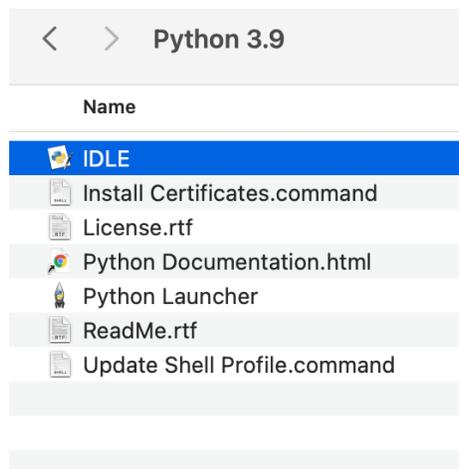 Python 3.9
Name
IDLE
Install Certificates.command
License.rtf
Python Documentation.html
Python Launcher
ReadMe.rtf
Update Shell Profile.command